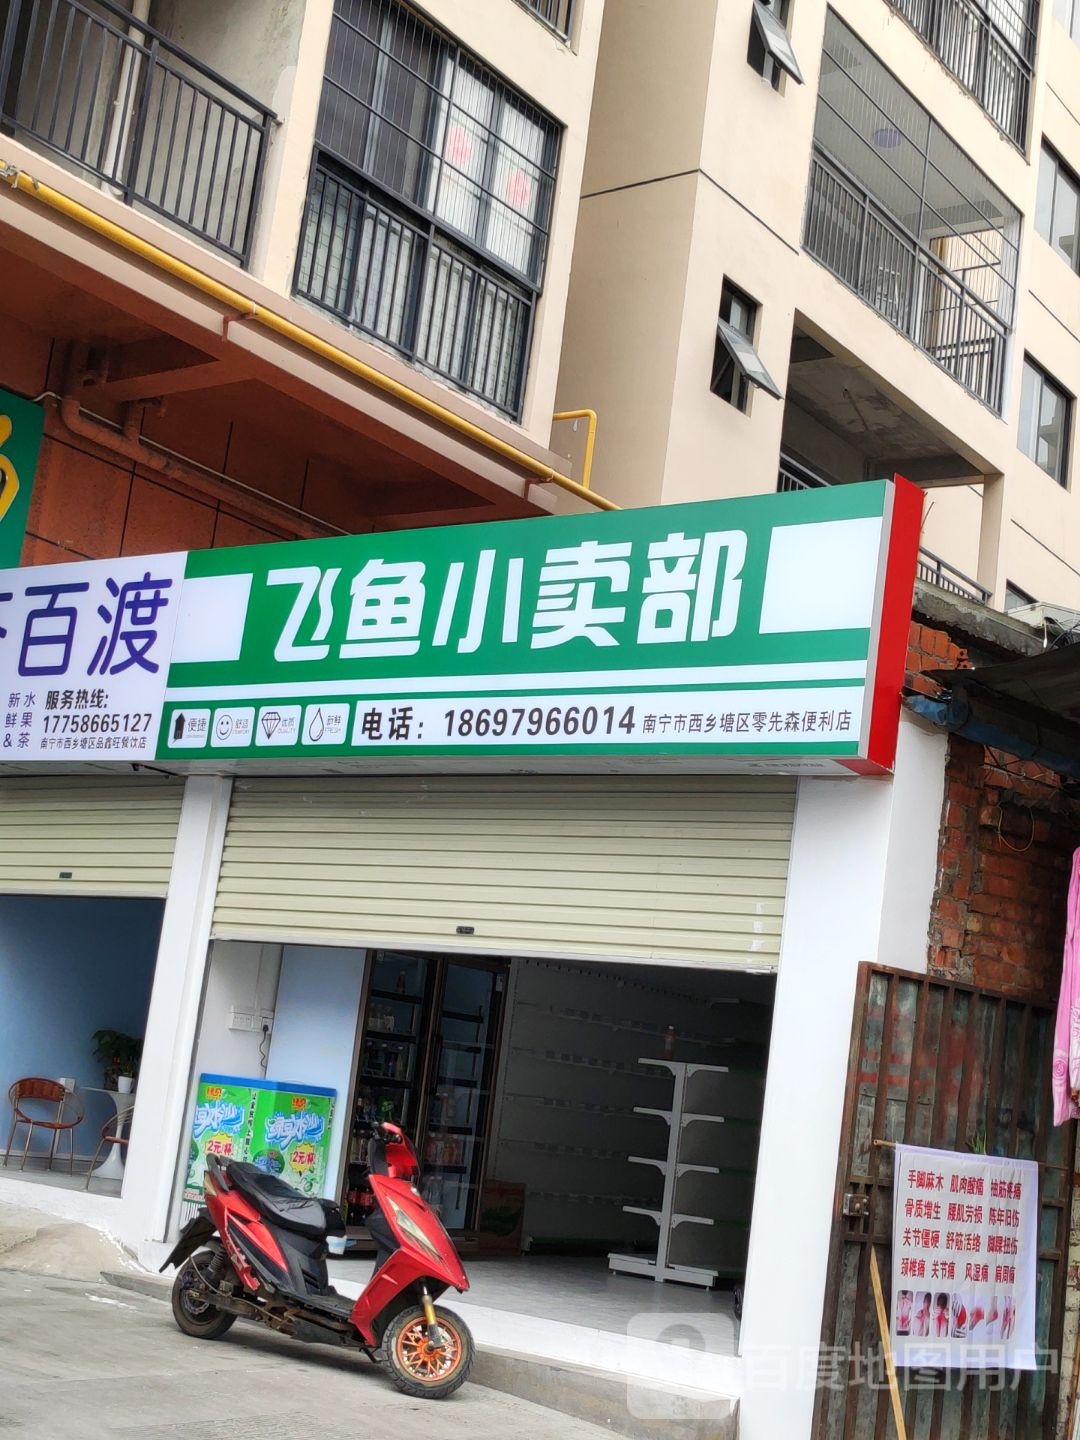 百渡
新鲜&
水果茶
服务热线:
17758665127
南宁市西乡塘区品鑫旺餐饮店
飞鱼小卖部
便捷
舒适
优质
QUALITY
新鲜
FRESH
电话: 18697966014 南宁市西乡塘区零先森便利店
2元/杯
2元/杯
手脚麻木 肌肉酸痛 抽筋疼痛
骨质增生 腰肌劳损 陈年旧伤
关节僵硬 舒筋活络 脚踝扭伤
颈椎痛 关节痛 风湿痛 肩周痛
百度地图用户